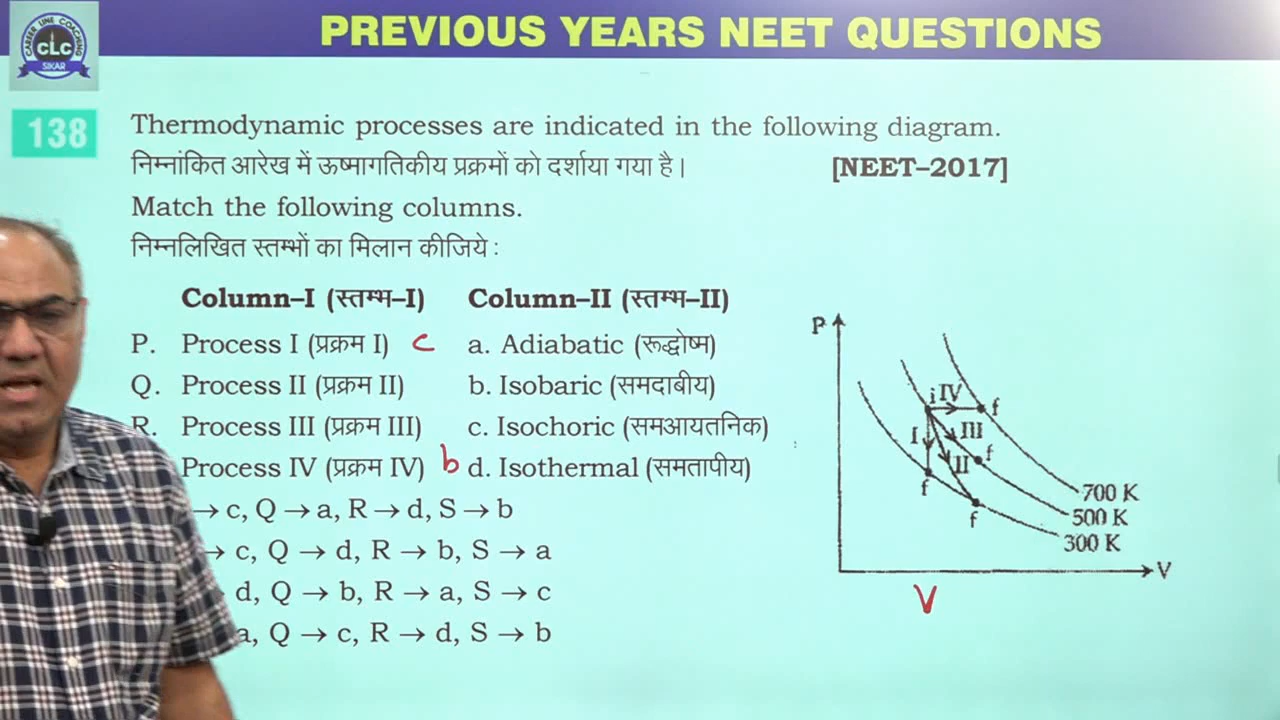 PREVIOUS YEARS NEET QUESTIONS
CAREER LINE COACHING
CLC
SIKAR
138
Thermodynamic processes are indicated in the following diagram.
निम्नांकित आरेख में ऊष्मागतिकीय प्रक्रमों को दर्शाया गया है। [NEET–2017]
Match the following columns.
निम्नलिखित स्तम्भों का मिलान कीजिये :
Column–I (स्तम्भ–I) Column–II (स्तम्भ–II)
P. Process I (प्रक्रम I) c a. Adiabatic (रूद्धोष्म)
Q. Process II (प्रक्रम II) b. Isobaric (समदाबीय)
R. Process III (प्रक्रम III) c. Isochoric (समआयतनिक)
Process IV (प्रक्रम IV) b d. Isothermal (समतापीय)
→ c, Q → a, R → d, S → b
→ c, Q → d, R → b, S → a
d, Q → b, R → a, S → c
a, Q → c, R → d, S → b
P
i IV f
I III
II f
f
f
700 K
500 K
300 K
V
V